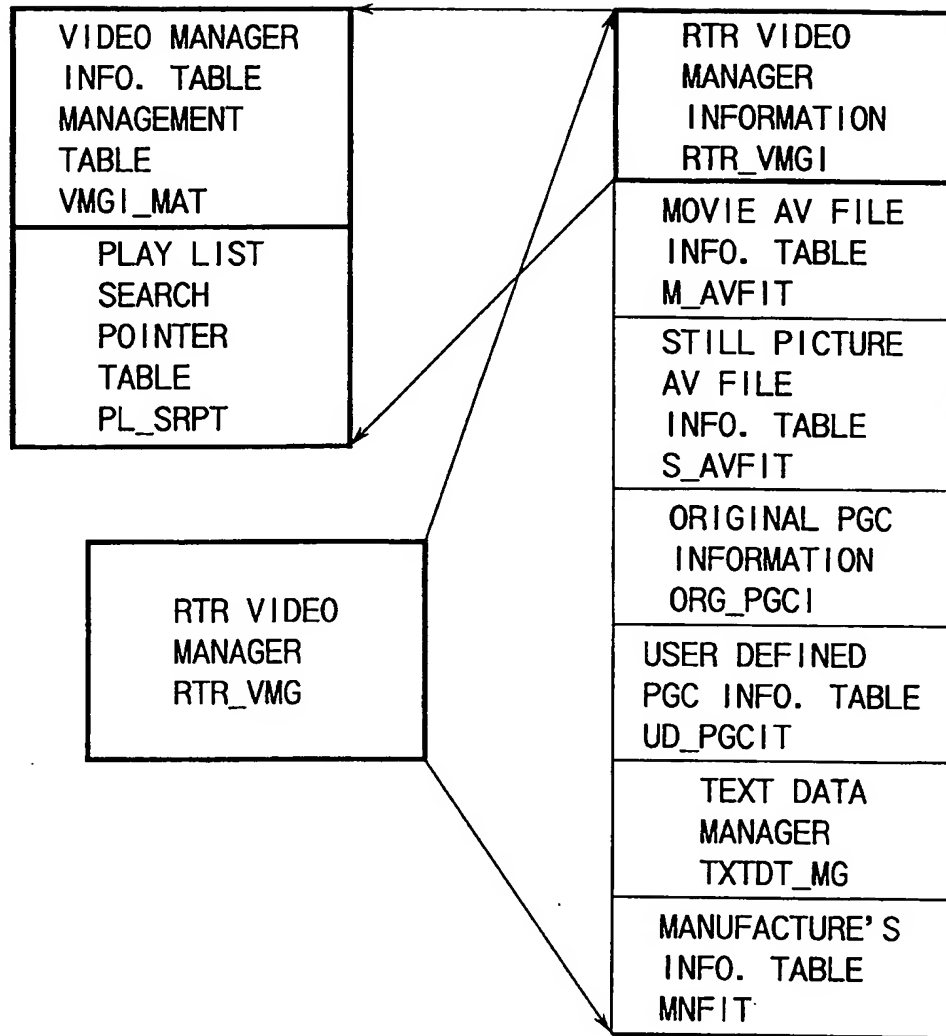 VIDEO MANAGER
INFO. TABLE
MANAGEMENT
TABLE
VMGI_MAT
PLAY LIST
SEARCH
POINTER
TABLE
PL_SRPT
RTR VIDEO
MANAGER
RTR_VMG
RTR VIDEO
MANAGER
INFORMATION
RTR_VMGI
MOVIE AV FILE
INFO. TABLE
M_AVFIT
STILL PICTURE
AV FILE
INFO. TABLE
S_AVFIT
ORIGINAL PGC
INFORMATION
ORG_PGCI
USER DEFINED
PGC INFO. TABLE
UD_PGCIT
TEXT DATA
MANAGER
TXTDT_MG
MANUFACTURE'S
INFO. TABLE
MNFIT